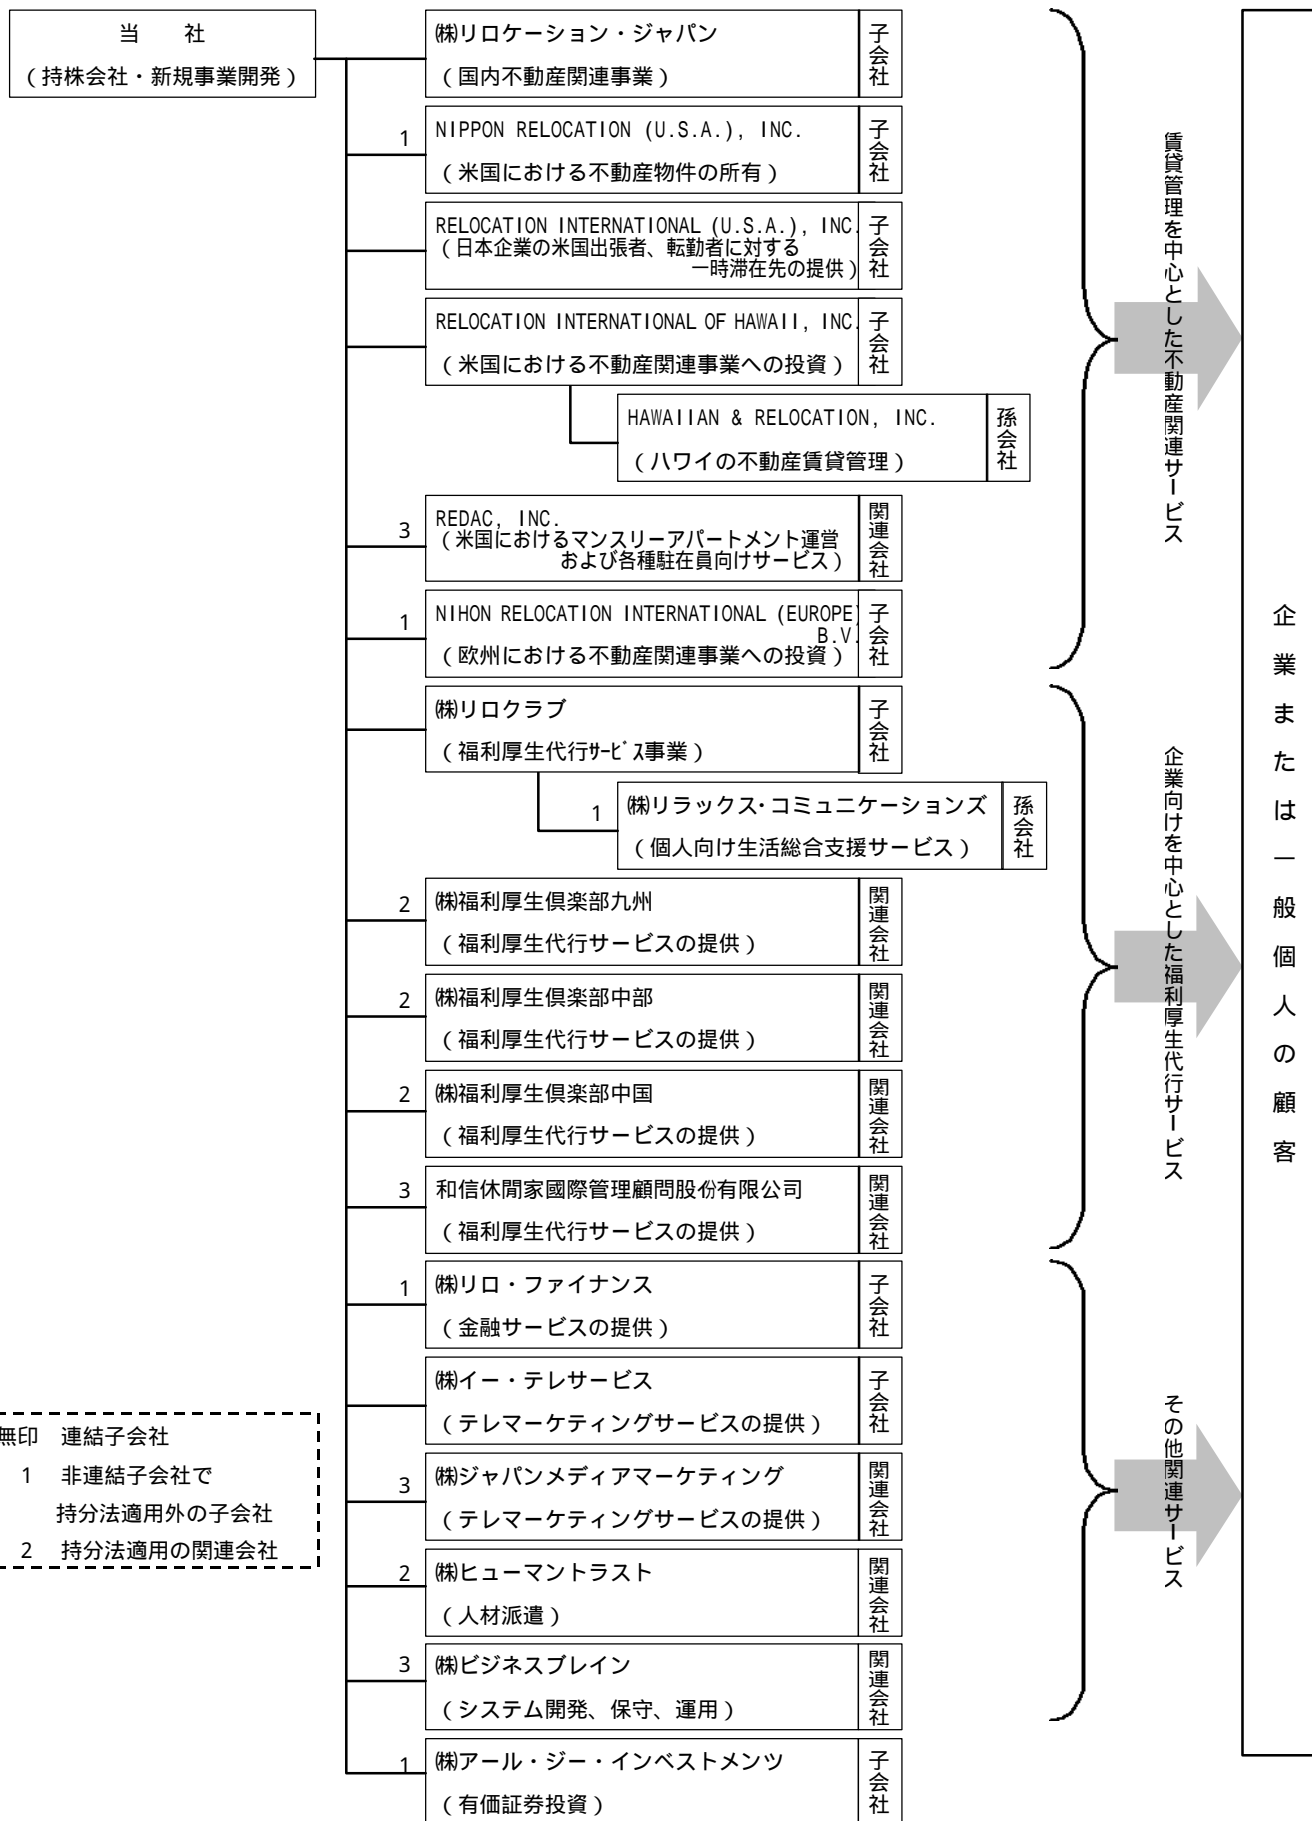 当 社
(持株会社・新規事業開発)
㈱リロケーション・ジャパン
(国内不動産関連事業)
子会社
1
NIPPON RELOCATION (U.S.A.), INC.
(米国における不動産物件の所有)
子会社
RELOCATION INTERNATIONAL (U.S.A.), INC.
(日本企業の米国出張者、転勤者に対する
一時滞在先の提供)
子会社
RELOCATION INTERNATIONAL OF HAWAII, INC.
(米国における不動産関連事業への投資)
子会社
HAWAIIAN & RELOCATION, INC.
(ハワイの不動産賃貸管理)
孫会社
3
REDAC, INC.
(米国におけるマンスリーアパートメント運営
および各種駐在員向けサービス)
関連会社
1
NIHON RELOCATION INTERNATIONAL (EUROPE)
B.V.
(欧州における不動産関連事業への投資)
子会社
賃貸管理を中心とした不動産関連サービス
㈱リロクラブ
(福利厚生代行ｻｰﾋﾞｽ事業)
子会社
1
㈱リラックス・コミュニケーションズ
(個人向け生活総合支援サービス)
孫会社
2
㈱福利厚生倶楽部九州
(福利厚生代行サービスの提供)
関連会社
2
㈱福利厚生倶楽部中部
(福利厚生代行サービスの提供)
関連会社
2
㈱福利厚生倶楽部中国
(福利厚生代行サービスの提供)
関連会社
3
和信休閒家國際管理顧問股份有限公司
(福利厚生代行サービスの提供)
関連会社
企業向けを中心とした福利厚生代行サービス
1
㈱リロ・ファイナンス
(金融サービスの提供)
子会社
㈱イー・テレサービス
(テレマーケティングサービスの提供)
子会社
3
㈱ジャパンメディアマーケティング
(テレマーケティングサービスの提供)
関連会社
2
㈱ヒューマントラスト
(人材派遣)
関連会社
3
㈱ビジネスブレイン
(システム開発、保守、運用)
関連会社
その他関連サービス
1
㈱アール・ジー・インベストメンツ
(有価証券投資)
子会社
企業または一般個人の顧客
無印 連結子会社
1 非連結子会社で
持分法適用外の子会社
2 持分法適用の関連会社